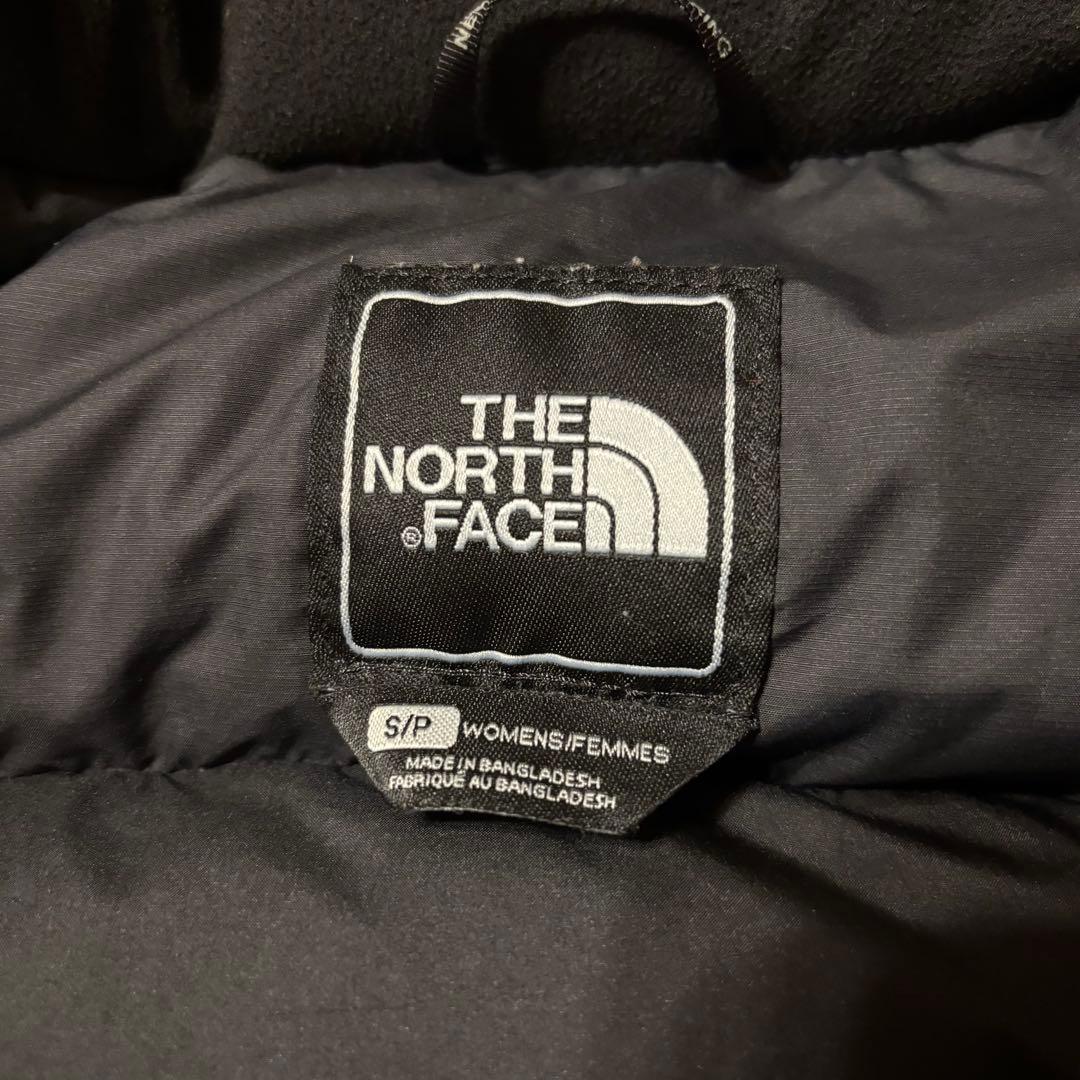 THE
NORTH
®FACE
S/P WOMENS/FEMMES
MADE IN BANGLADESH
FABRIQUÉ AU BANGLADESH